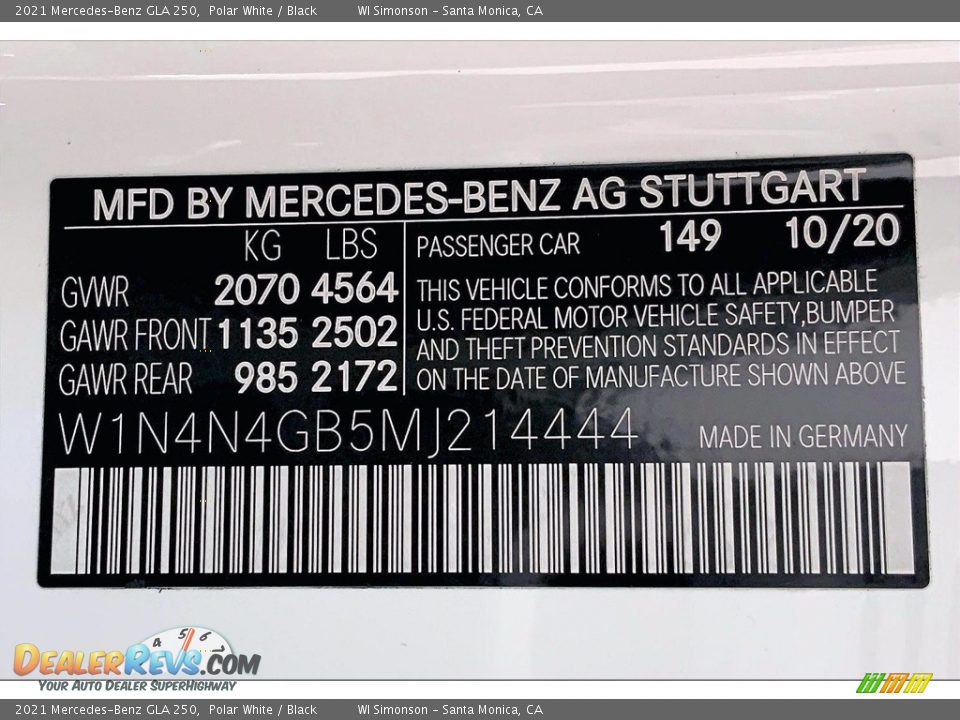 2021 Mercedes-Benz GLA 250, Polar White / Black WI Simonson - Santa Monica, CA
MFD BY MERCEDES-BENZ AG STUTTGART
KG LBS
GVWR 2070 4564
GAWR FRONT 1135 2502
GAWR REAR 985 2172
PASSENGER CAR 149 10/20
THIS VEHICLE CONFORMS TO ALL APPLICABLE
U.S. FEDERAL MOTOR VEHICLE SAFETY,BUMPER
AND THEFT PREVENTION STANDARDS IN EFFECT
ON THE DATE OF MANUFACTURE SHOWN ABOVE
W1N4N4GB5MJ214444 MADE IN GERMANY
4 5 6 7
DEALERREVS.COM
YOUR AUTO DEALER SUPERHIGHWAY
2021 Mercedes-Benz GLA 250, Polar White / Black WI Simonson - Santa Monica, CA